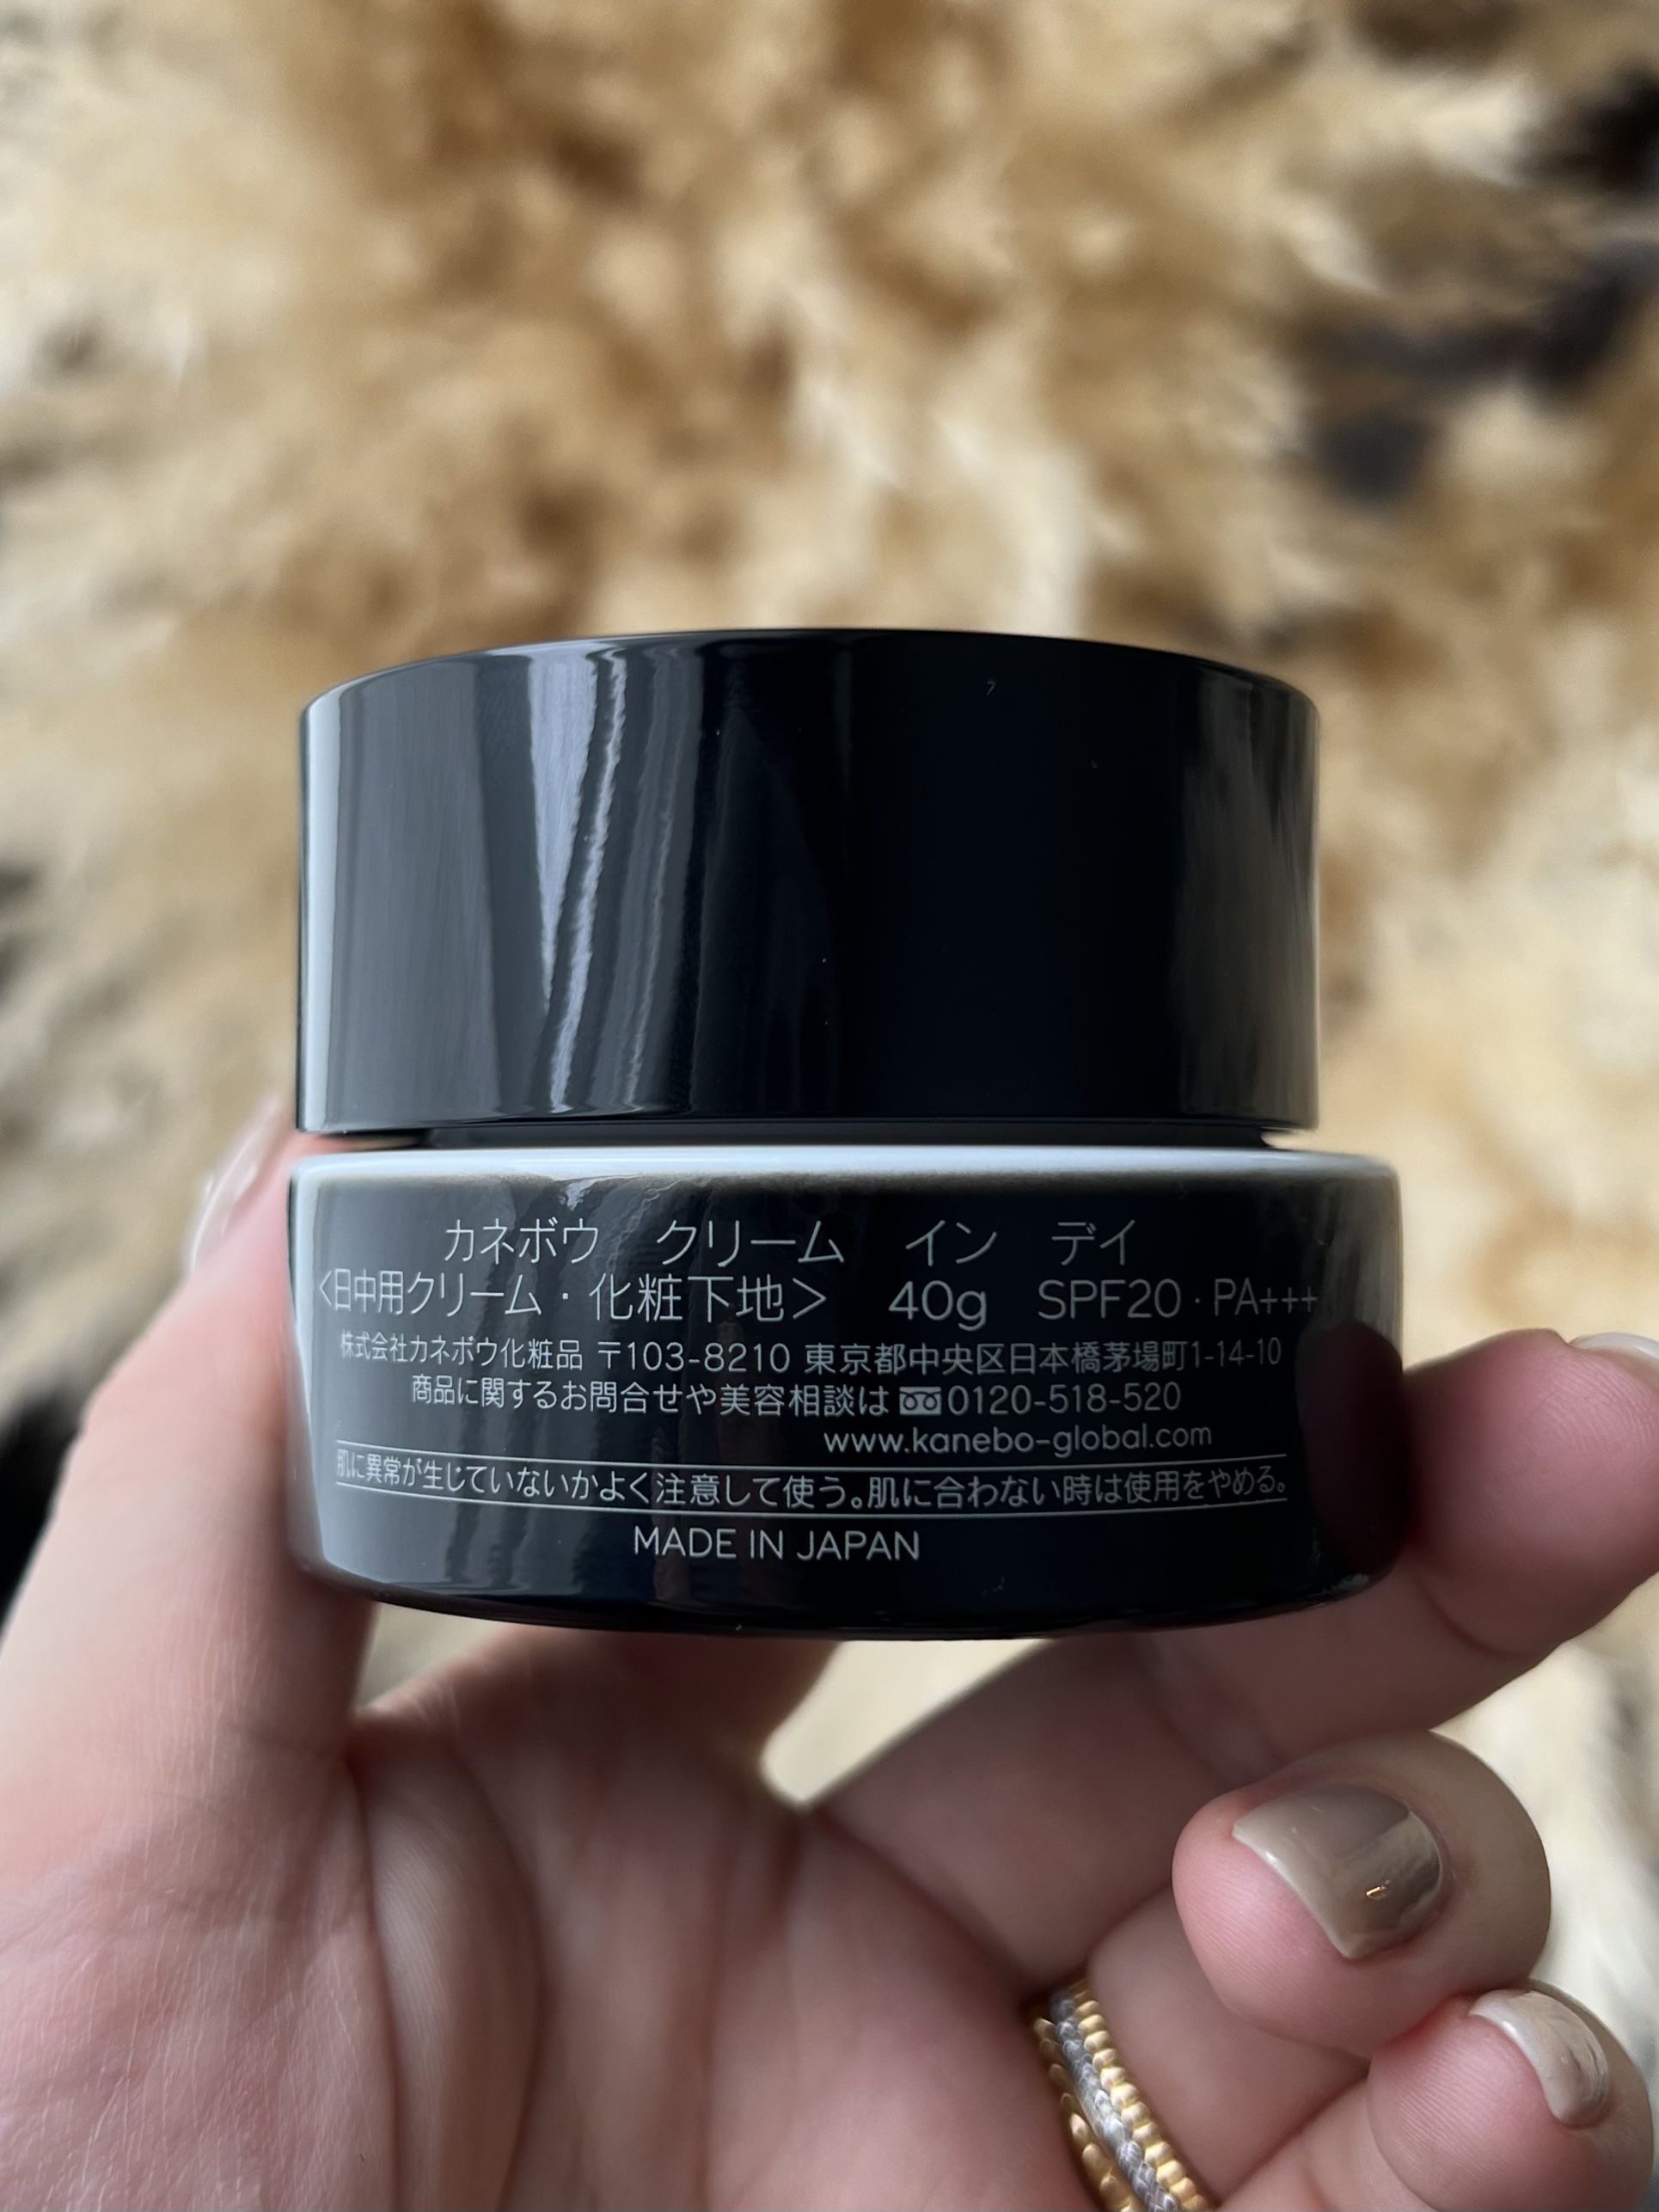 カネボウ クリーム イン デイ
<日中用クリーム・化粧下地> 40g SPF20・PA+++
株式会社カネボウ化粧品 〒103-8210 東京都中央区日本橋茅場町1-14-10
商品に関するお問合せや美容相談は 0120-518-520
www.kanebo-global.com
肌に異常が生じていないかよく注意して使う。肌に合わない時は使用をやめる。
MADE IN JAPAN